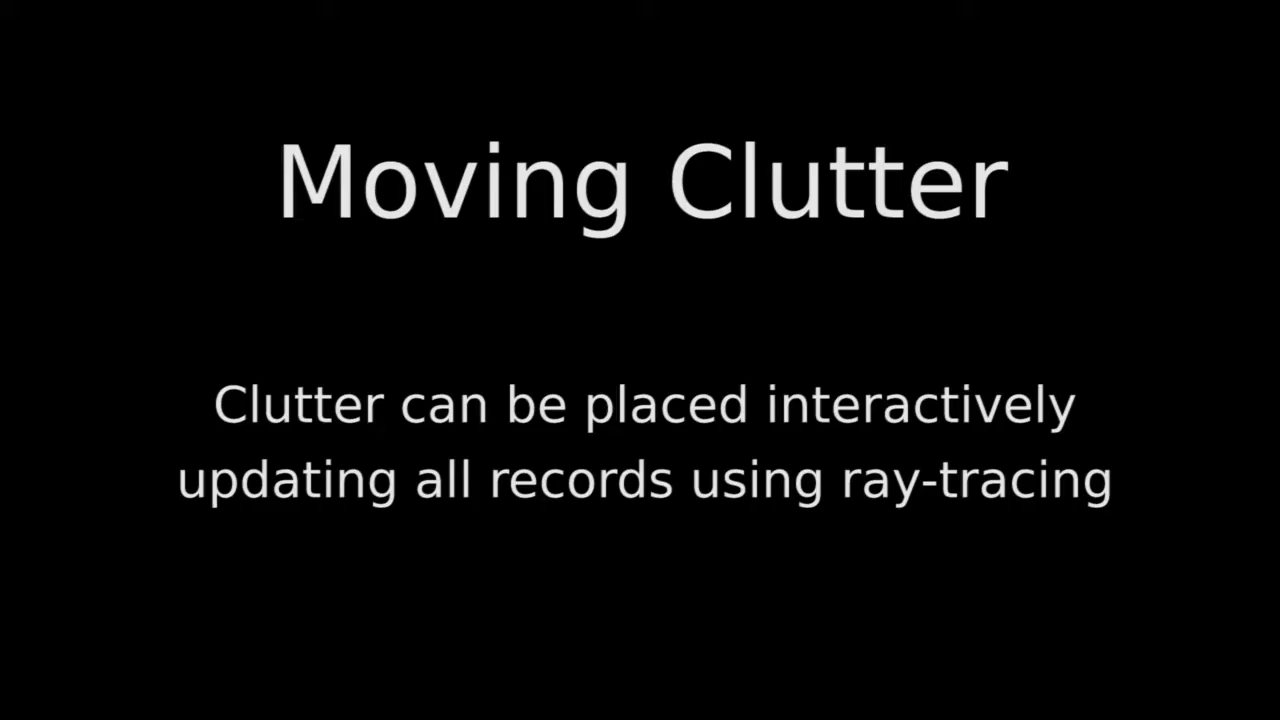 Moving Clutter
Clutter can be placed interactively
updating all records using ray-tracing